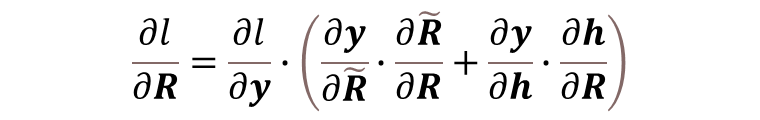 ∂l/∂R = ∂l/∂y · (∂y/∂R̃ · ∂R̃/∂R + ∂y/∂h · ∂h/∂R)